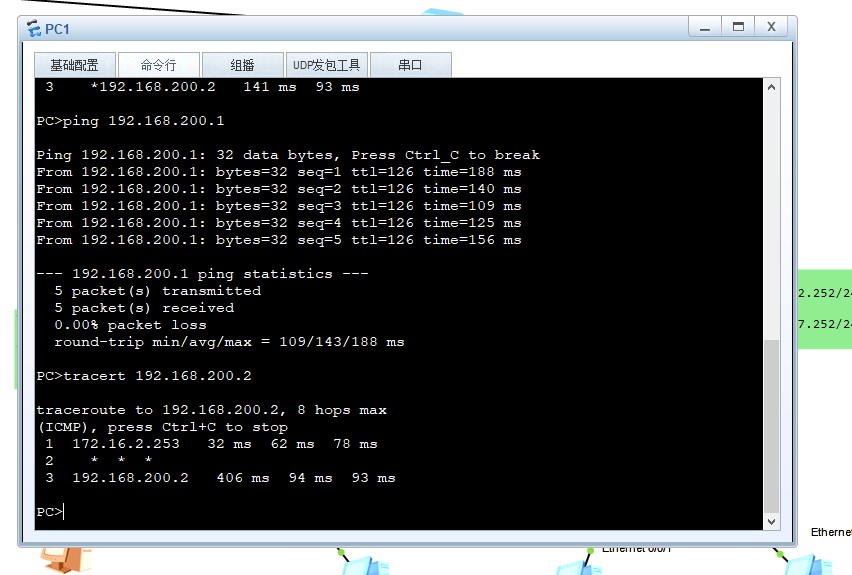 PC1
基础配置 命令行 组播 UDP发包工具 串口
3 *192.168.200.2 141 ms 93 ms
PC>ping 192.168.200.1
Ping 192.168.200.1: 32 data bytes, Press Ctrl_C to break
From 192.168.200.1: bytes=32 seq=1 ttl=126 time=188 ms
From 192.168.200.1: bytes=32 seq=2 ttl=126 time=140 ms
From 192.168.200.1: bytes=32 seq=3 ttl=126 time=109 ms
From 192.168.200.1: bytes=32 seq=4 ttl=126 time=125 ms
From 192.168.200.1: bytes=32 seq=5 ttl=126 time=156 ms
--- 192.168.200.1 ping statistics ---
5 packet(s) transmitted
5 packet(s) received
0.00% packet loss
round-trip min/avg/max = 109/143/188 ms
PC>tracert 192.168.200.2
traceroute to 192.168.200.2, 8 hops max
(ICMP), press Ctrl+C to stop
1 172.16.2.253 32 ms 62 ms 78 ms
2 * * *
3 192.168.200.2 406 ms 94 ms 93 ms
PC>
2.252/24
7.252/24
Ethernet
Ethernet 0/0/1